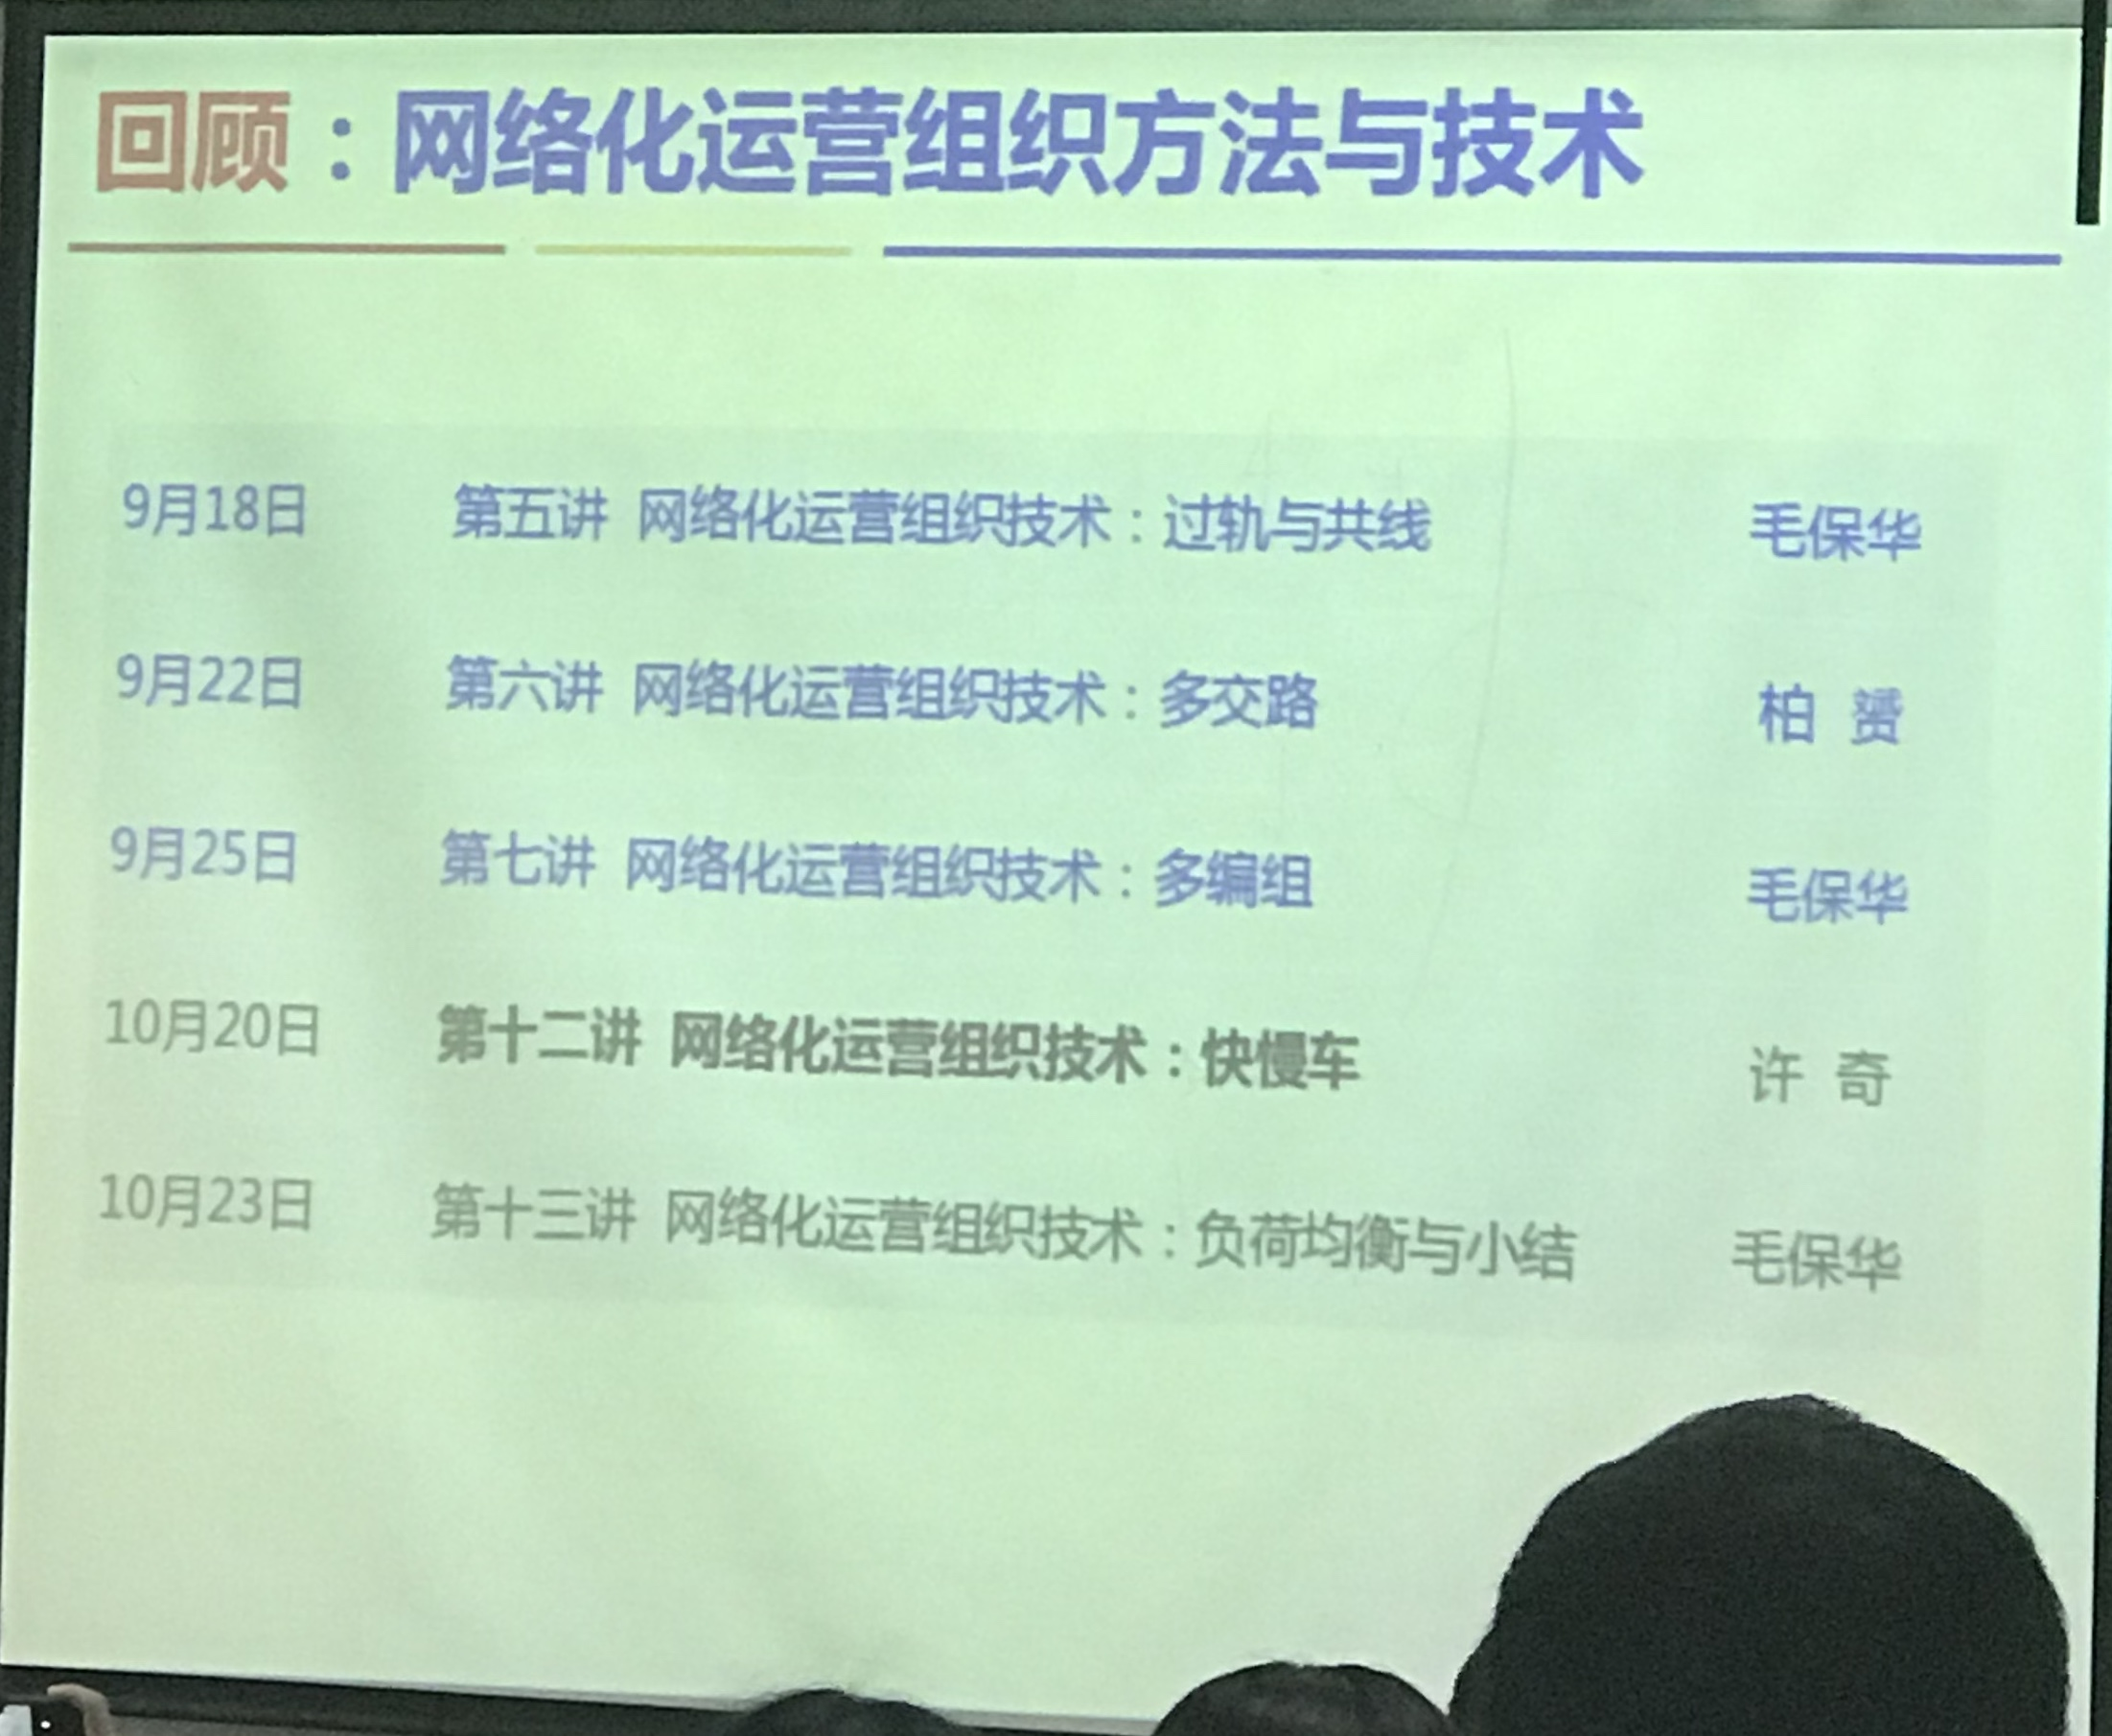 回顾：网络化运营组织方法与技术
9月18日 第五讲 网络化运营组织技术：过轨与共线 毛保华
9月22日 第六讲 网络化运营组织技术：多交路 柏 赟
9月25日 第七讲 网络化运营组织技术：多编组 毛保华
10月20日 第十二讲 网络化运营组织技术：快慢车 许 奇
10月23日 第十三讲 网络化运营组织技术：负荷均衡与小结 毛保华